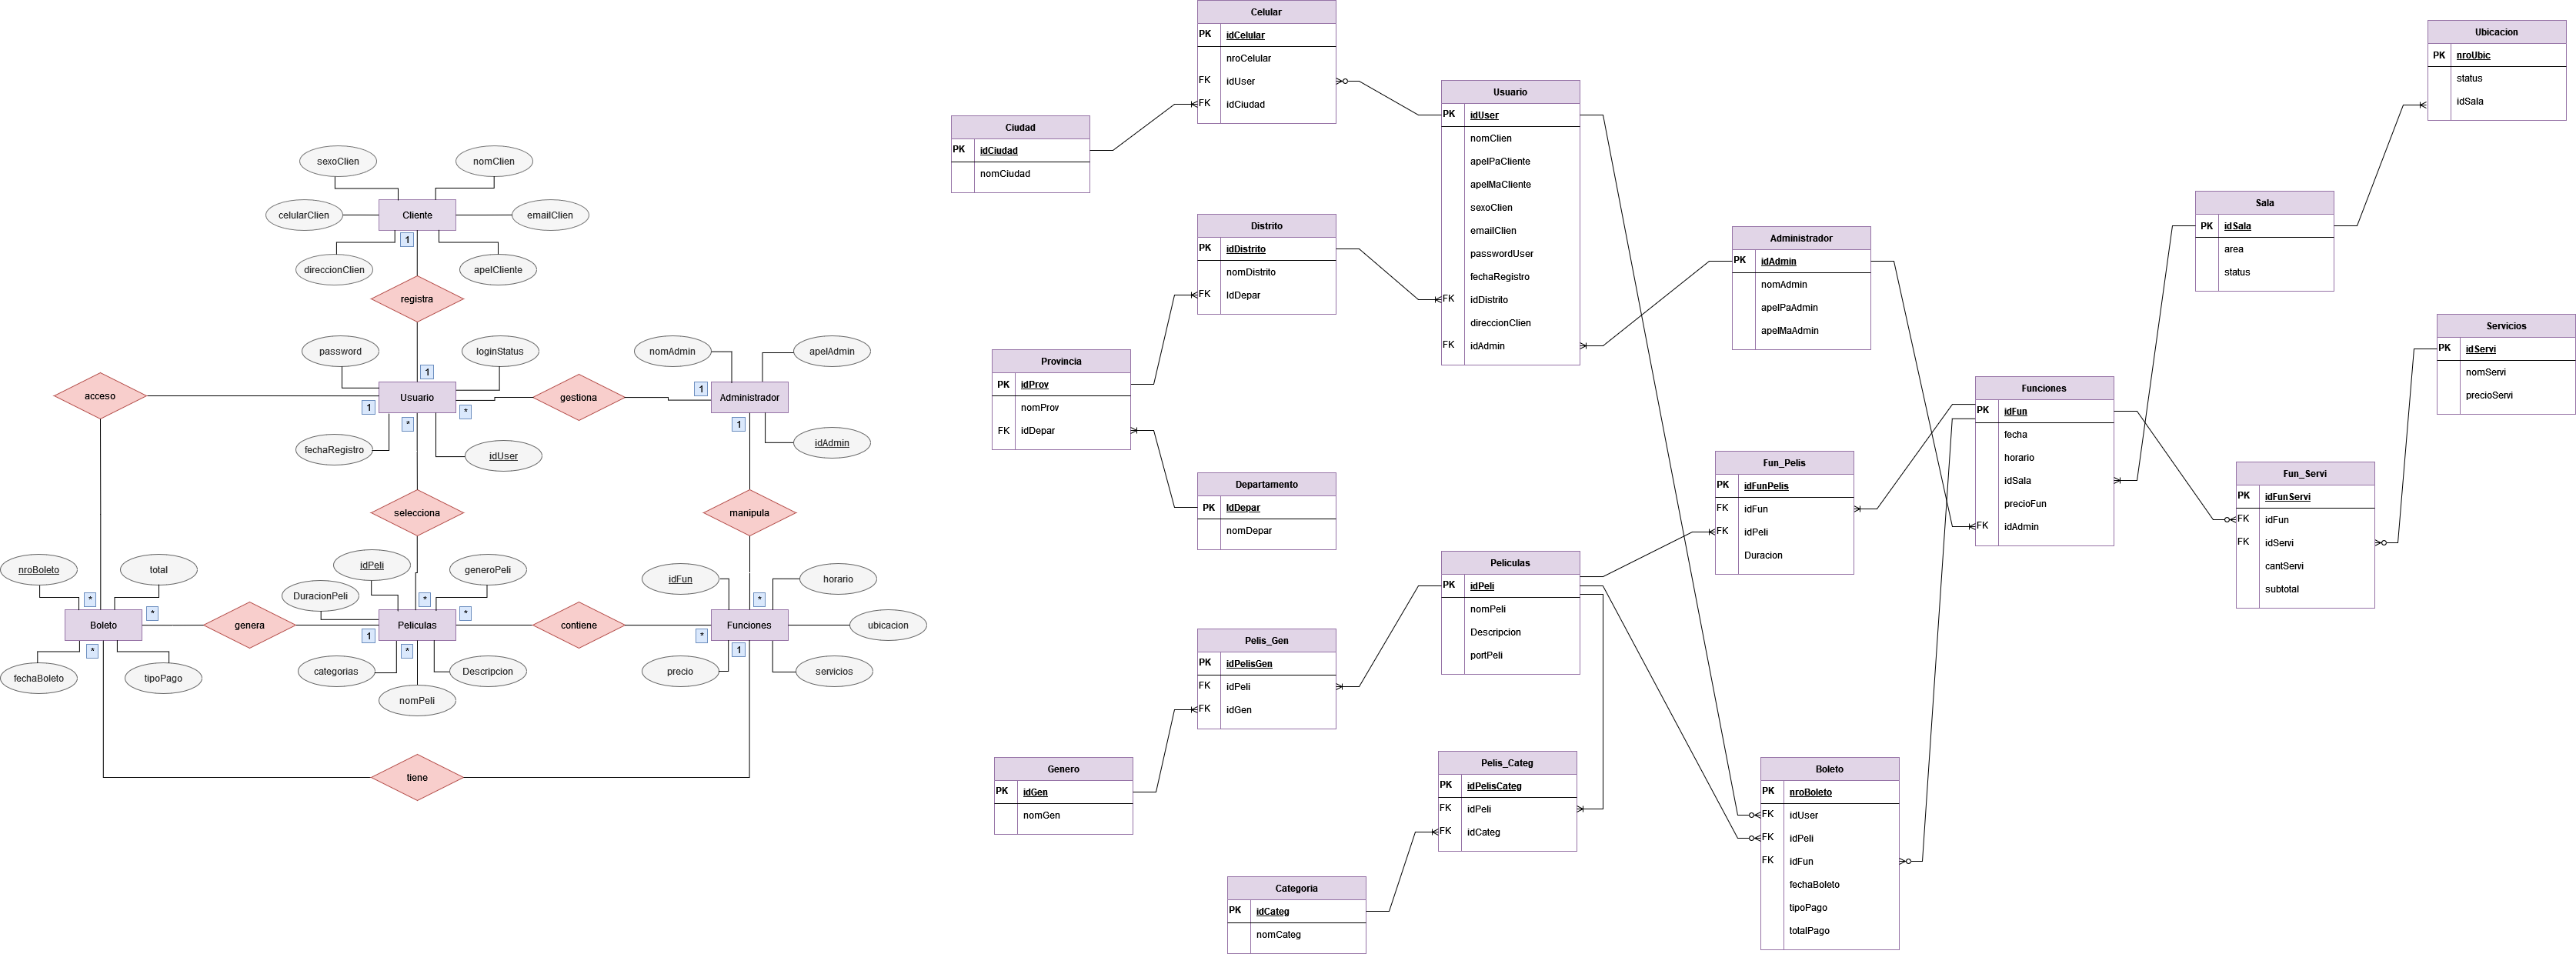 sexoClien
nomClien
celularClien
Cliente
emailClien
1
direccionClien
apelCliente
registra
password
loginStatus
nomAdmin
apelAdmin
1
acceso
Usuario
gestiona
1
Administrador
1
*
*
1
fechaRegistro
idUser
idAdmin
selecciona
manipula
nroBoleto
total
idPeli
generoPeli
idFun
horario
DuracionPeli
*
*
*
*
*
Boleto
genera
Peliculas
contiene
Funciones
ubicacion
1
*
*
*
1
fechaBoleto
tipoPago
categorias
Descripcion
precio
servicios
nomPeli
tiene
Celular
PK idCelular
nroCelular
FK idUser
FK idCiudad
Ciudad
PK idCiudad
nomCiudad
Usuario
PK idUser
nomClien
apelPaCliente
apelMaCliente
sexoClien
emailClien
passwordUser
fechaRegistro
FK idDistrito
direccionClien
FK idAdmin
Distrito
PK idDistrito
nomDistrito
FK IdDepar
Provincia
PK idProv
nomProv
FK idDepar
Departamento
PK IdDepar
nomDepar
Administrador
PK idAdmin
nomAdmin
apelPaAdmin
apelMaAdmin
Ubicacion
PK nroUbic
status
idSala
Sala
PK idSala
area
status
Servicios
PK idServi
nomServi
precioServi
Funciones
PK idFun
fecha
horario
idSala
precioFun
FK idAdmin
Fun_Servi
PK idFunServi
FK idFun
FK idServi
cantServi
subtotal
Fun_Pelis
PK idFunPelis
FK idFun
FK idPeli
Duracion
Peliculas
PK idPeli
nomPeli
Descripcion
portPeli
Pelis_Gen
PK idPelisGen
FK idPeli
FK idGen
Genero
PK idGen
nomGen
Pelis_Categ
PK idPelisCateg
FK idPeli
FK idCateg
Categoria
PK idCateg
nomCateg
Boleto
PK nroBoleto
FK idUser
FK idPeli
FK idFun
fechaBoleto
tipoPago
totalPago